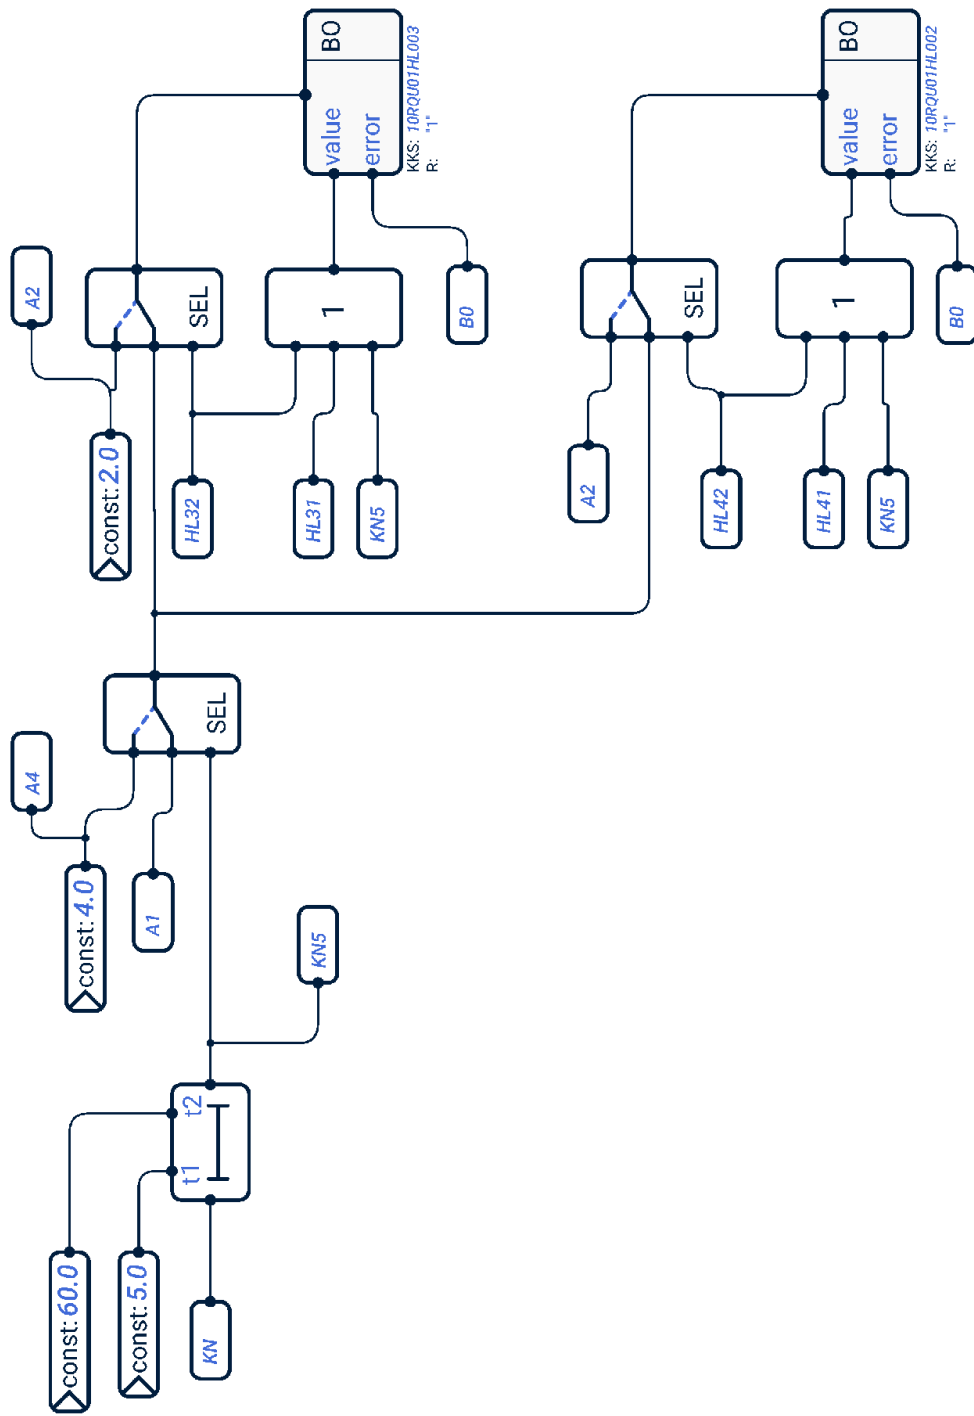 const: 60.0
const: 5.0
KN
t1
t2
KN5
const: 4.0
A4
A1
SEL
const: 2.0
A2
HL32
SEL
HL31
KN5
1
value
error
BO
KKS: 10RQU01HL003
R: "1"
B0
A2
HL42
SEL
HL41
KN5
1
value
error
BO
KKS: 10RQU01HL002
R: "1"
B0